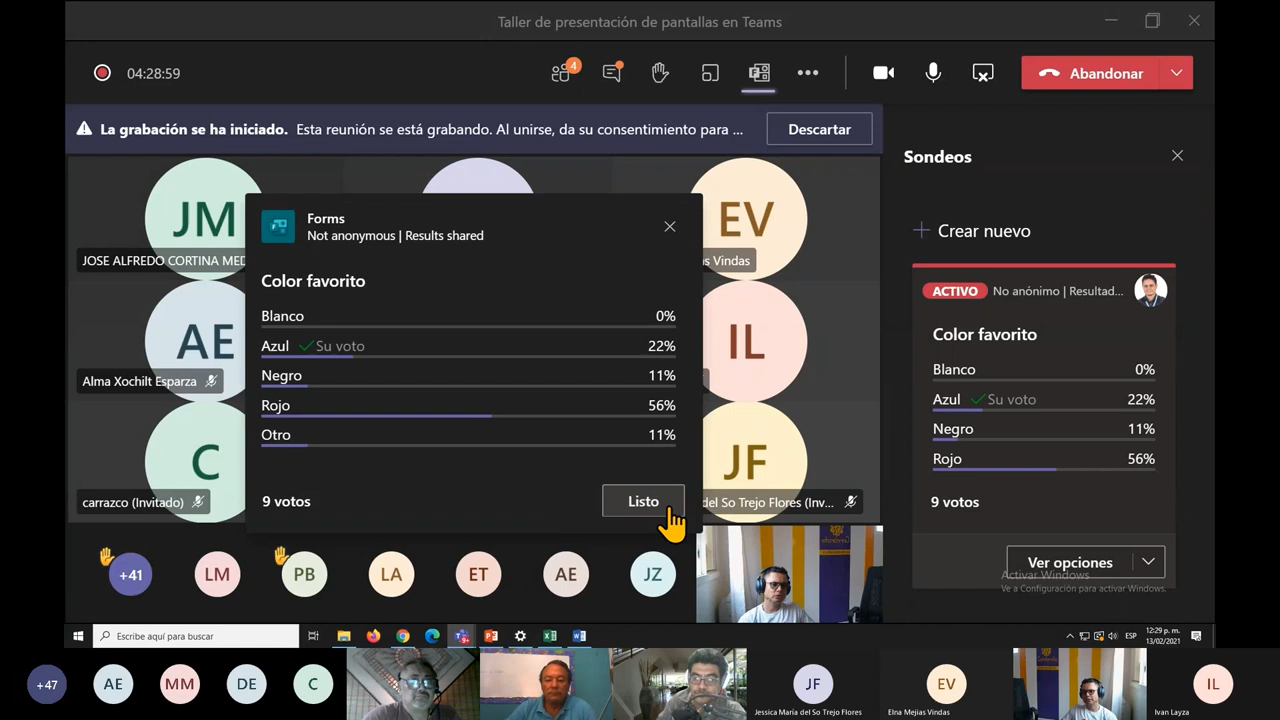 Taller de presentación de pantallas en Teams
04:28:59
4
Abandonar
La grabación se ha iniciado. Esta reunión se está grabando. Al unirse, da su consentimiento para ...
Descartar
Sondeos
JM
EV
JOSE ALFREDO CORTINA MED
as Vindas
Forms
Not anonymous | Results shared
Color favorito
Blanco 0%
Azul Su voto 22%
Negro 11%
Rojo 56%
Otro 11%
9 votos
Listo
AE
IL
Alma Xochilt Esparza
C
JF
carrazco (Invitado)
del So Trejo Flores (Inv...
Crear nuevo
ACTIVO No anónimo | Resultad...
Color favorito
Blanco 0%
Azul Su voto 22%
Negro 11%
Rojo 56%
9 votos
Ver opciones
Activar Windows
Ve a Configuración para activar Windows.
+41
LM
PB
LA
ET
AE
JZ
Escribe aquí para buscar
ESP
12:29 p. m.
13/02/2021
+47
AE
MM
DE
C
JF
EV
IL
Jessica María del So Trejo Flores
Elna Mejias Vindas
Ivan Layza